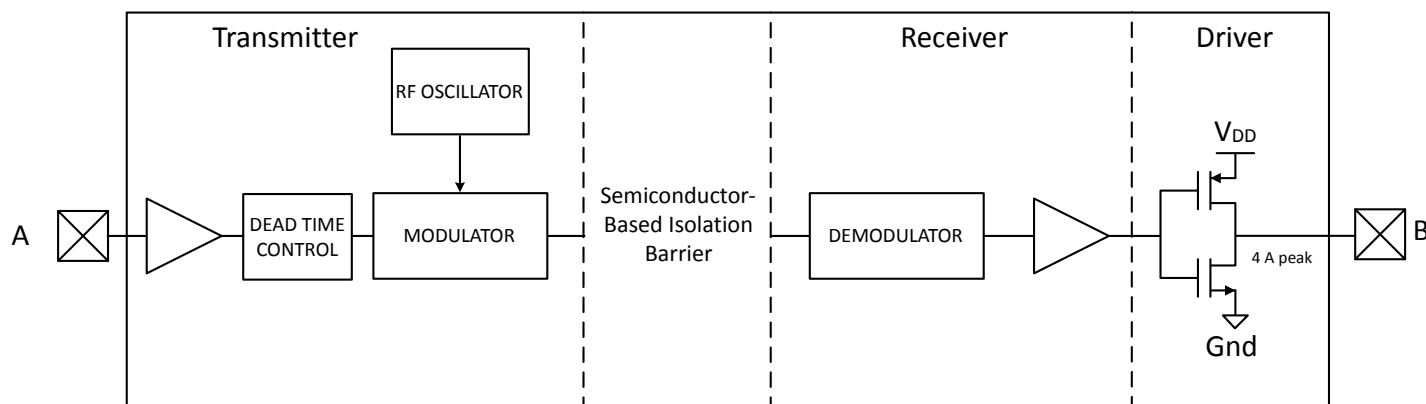 Transmitter
Receiver
Driver
RF OSCILLATOR
VDD
A
DEAD TIME
CONTROL
MODULATOR
Semiconductor-
Based Isolation
Barrier
DEMODULATOR
B
4 A peak
Gnd